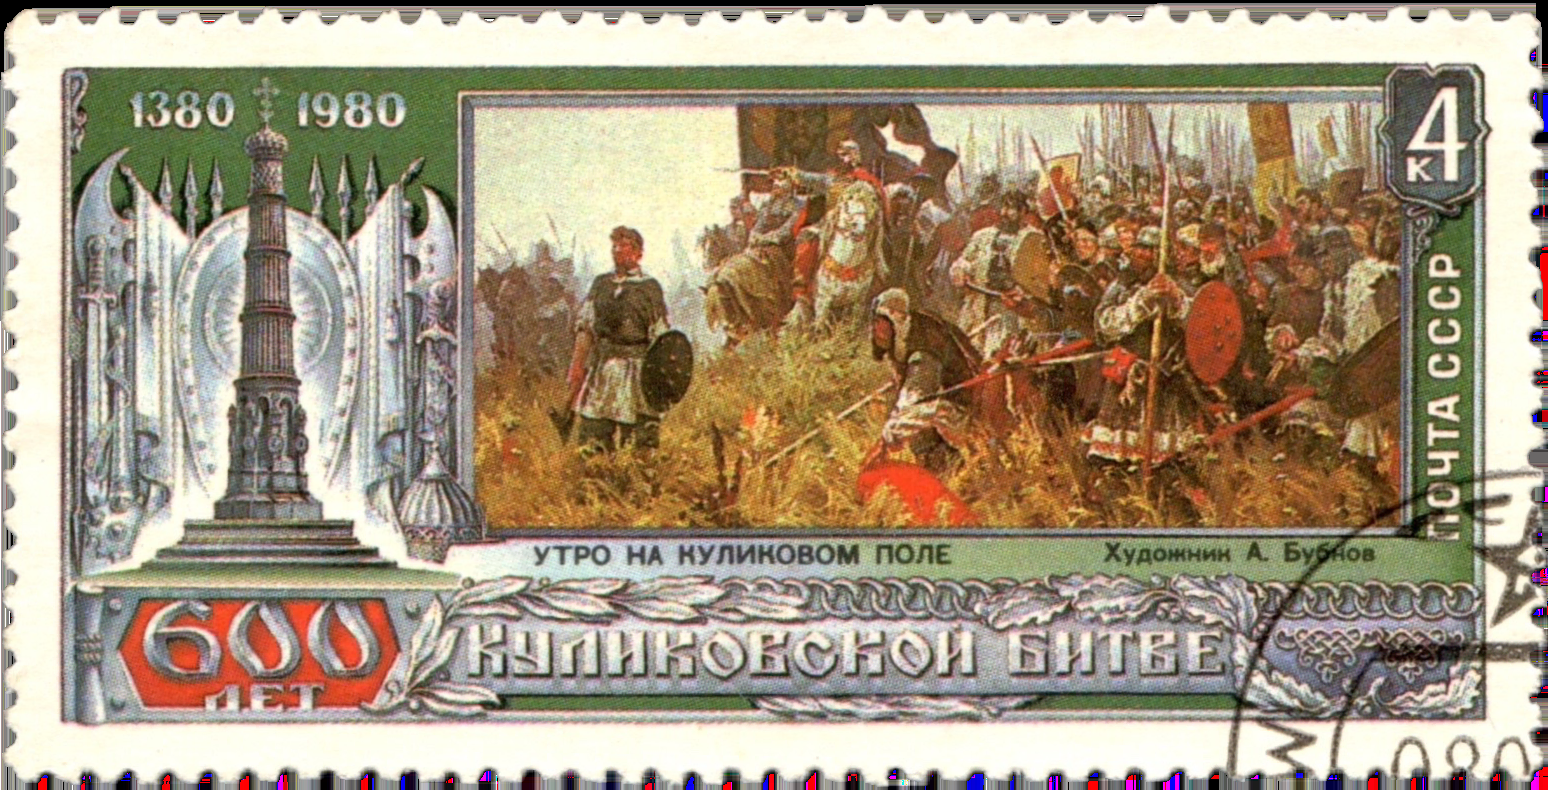 1380 1980
4
К
ПОЧТА СССР
УТРО НА КУЛИКОВОМ ПОЛЕ
Художник А. Бубнов
600
ЛЕТ
КУЛИКОВСКОЙ БИТВЕ